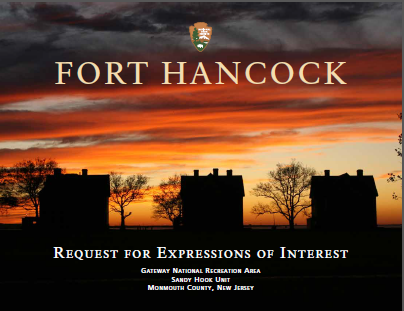 FORT HANCOCK
REQUEST FOR EXPRESSIONS OF INTEREST
GATEWAY NATIONAL RECREATION AREA
SANDY HOOK UNIT
MONMOUTH COUNTY, NEW JERSEY